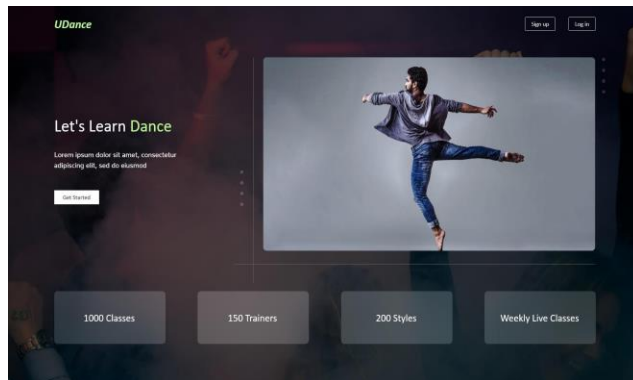 UDance
Sign up
Log in
Let's Learn Dance
Lorem ipsum dolor sit amet, consectetur
adipiscing elit, sed do eiusmod
Get Started
1000 Classes
150 Trainers
200 Styles
Weekly Live Classes